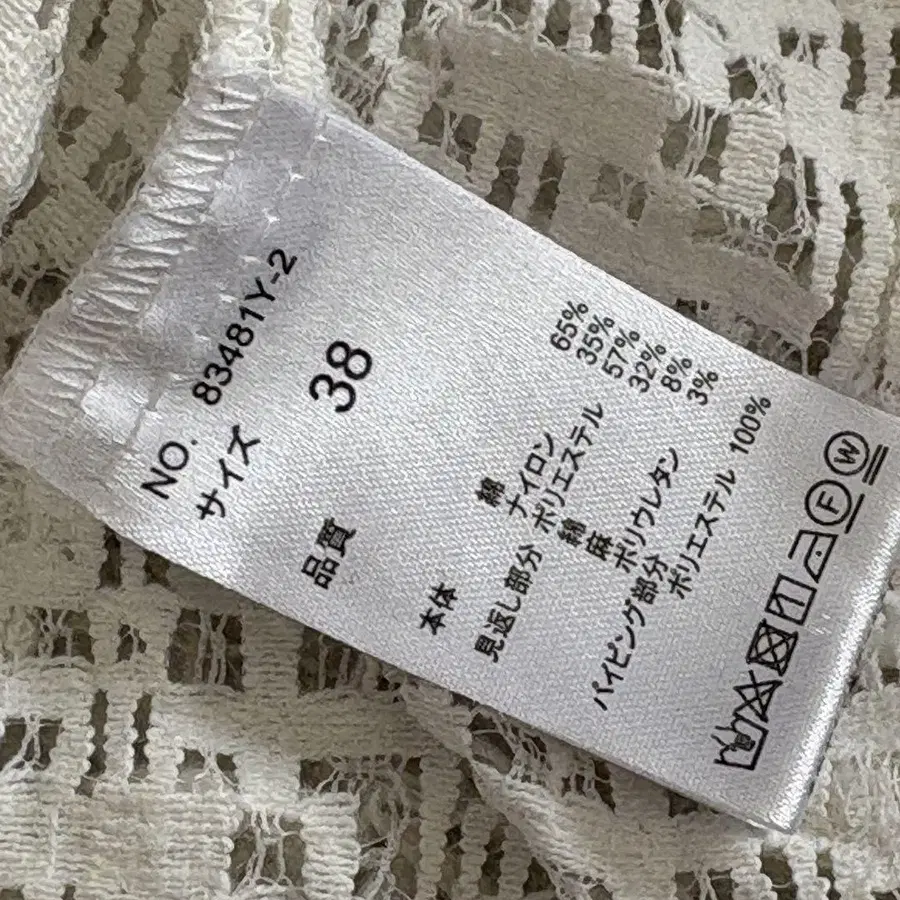 NO. 83481Y-2
サイズ 38
品質
本体 綿 65%
ナイロン 35%
見返し部分 ポリエステル 57%
綿 32%
麻 8%
ポリウレタン 3%
パイピング部分
ポリエステル 100%
F W